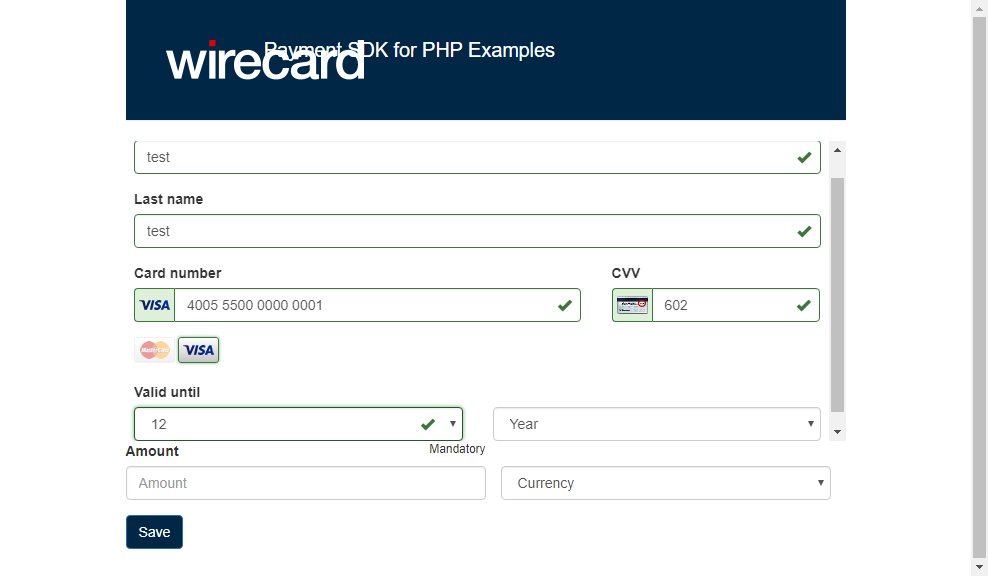 Payment SDK for PHP Examples
wirecard
test
Last name
test
Card number CVV
VISA 4005 5500 0000 0001 602
MasterCard VISA
Valid until
12 Year
Amount Mandatory
Amount Currency
Save